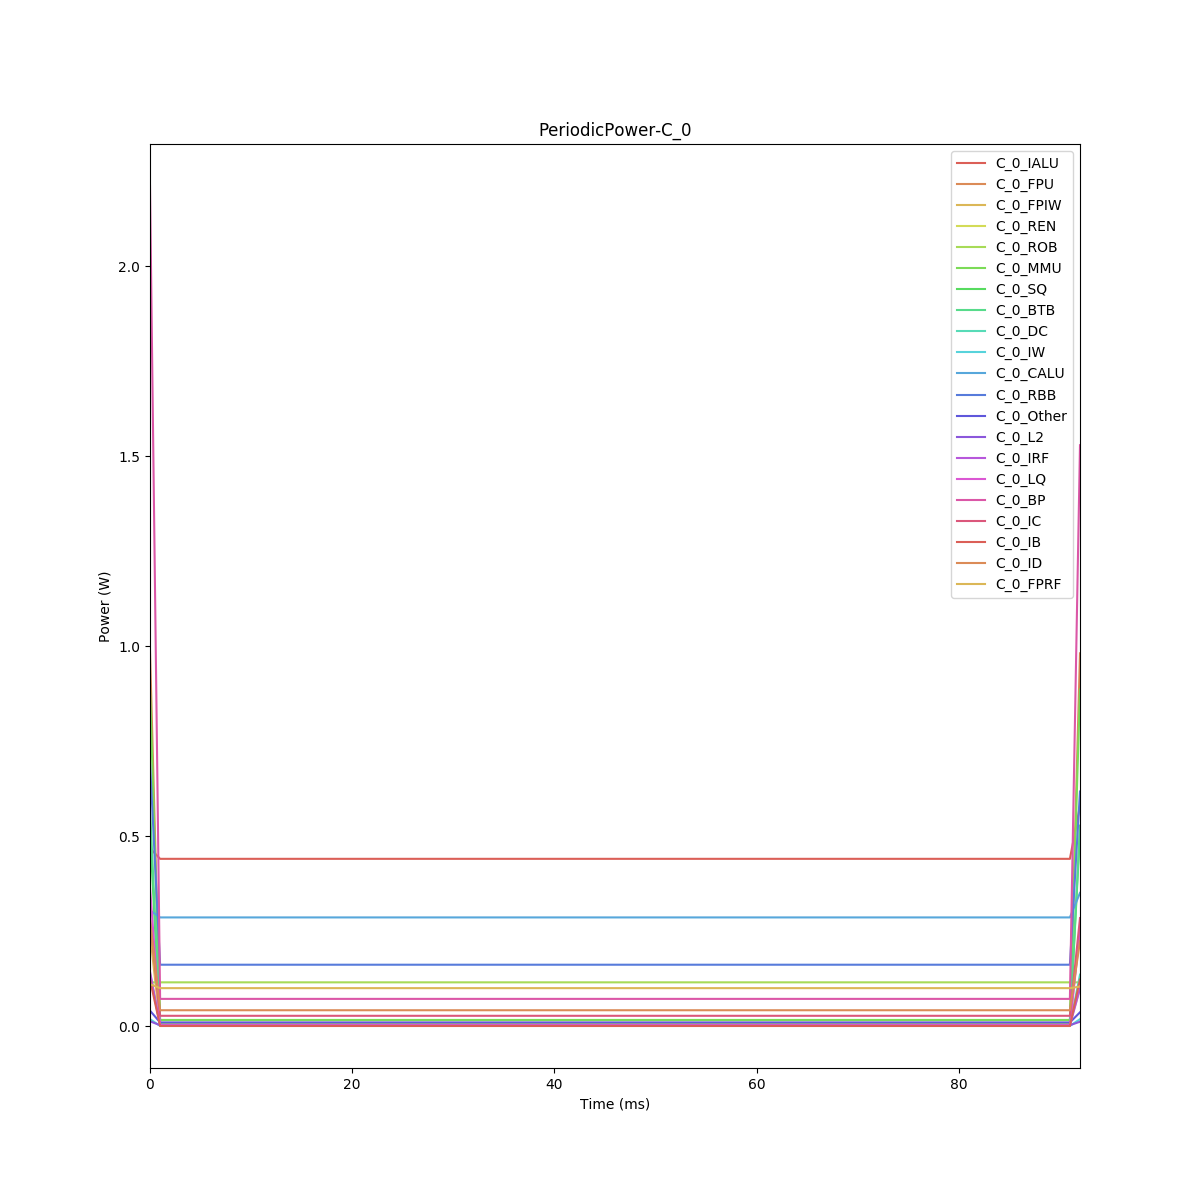 PeriodicPower-C_0
C_0_IALU
C_0_FPU
C_0_FPIW
C_0_REN
C_0_ROB
C_0_MMU
C_0_SQ
C_0_BTB
C_0_DC
C_0_IW
C_0_CALU
C_0_RBB
C_0_Other
C_0_L2
C_0_IRF
C_0_LQ
C_0_BP
C_0_IC
C_0_IB
C_0_ID
C_0_FPRF
2.0
1.5
1.0
0.5
0.0
Power (W)
0 20 40 60 80
Time (ms)